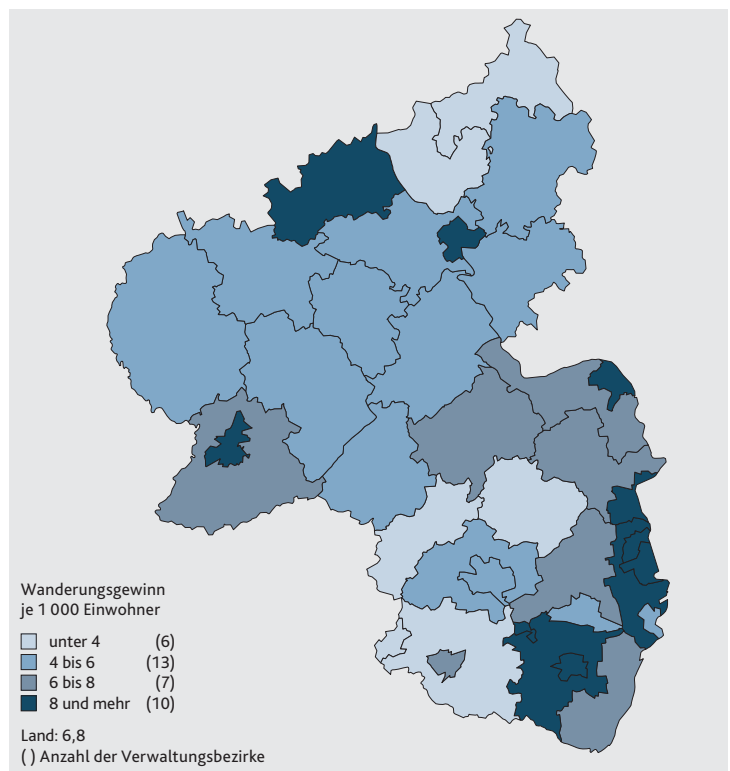 Wanderungsgewinn
je 1 000 Einwohner
unter 4 (6)
4 bis 6 (13)
6 bis 8 (7)
8 und mehr (10)
Land: 6,8
( ) Anzahl der Verwaltungsbezirke